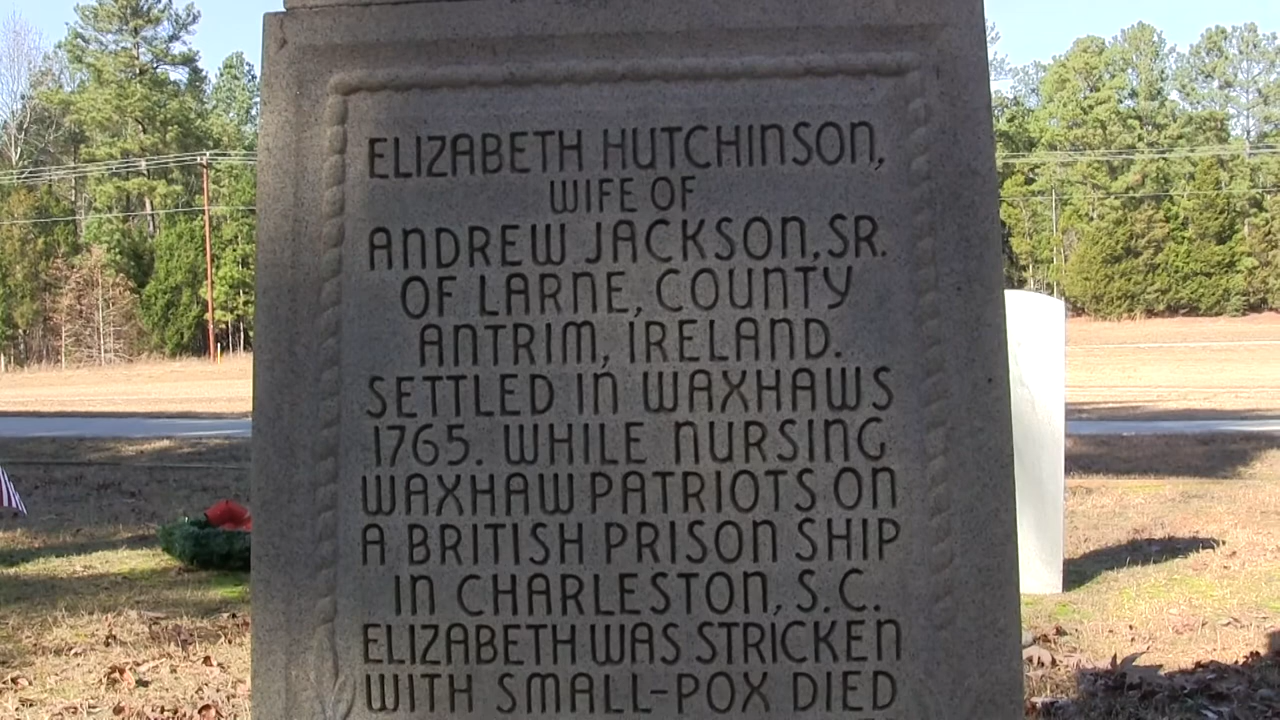 ELIZABETH HUTCHINSON,
WIFE OF
ANDREW JACKSON, SR.
OF LARNE, COUNTY
ANTRIM, IRELAND.
SETTLED IN WAXHAWS
1765. WHILE NURSING
WAXHAW PATRIOTS ON
A BRITISH PRISON SHIP
IN CHARLESTON, S.C.
ELIZABETH WAS STRICKEN
WITH SMALL-POX DIED